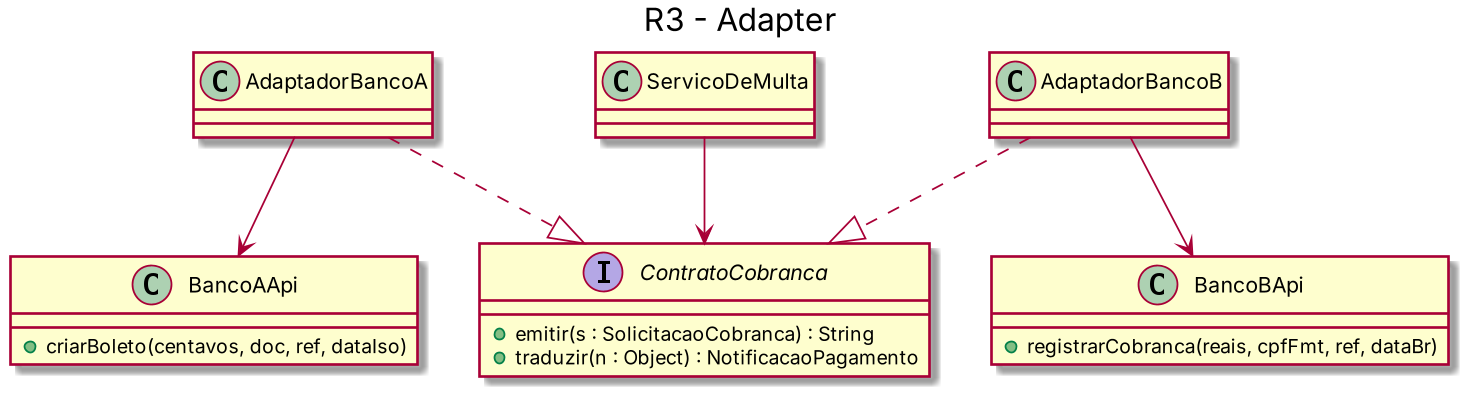 R3 - Adapter
C AdaptadorBancoA
C ServicoDeMulta
C AdaptadorBancoB
C BancoAApi
criarBoleto(centavos, doc, ref, dataIso)
I ContratoCobranca
emitir(s : SolicitacaoCobranca) : String
traduzir(n : Object) : NotificacaoPagamento
C BancoBApi
registrarCobranca(reais, cpfFmt, ref, dataBr)